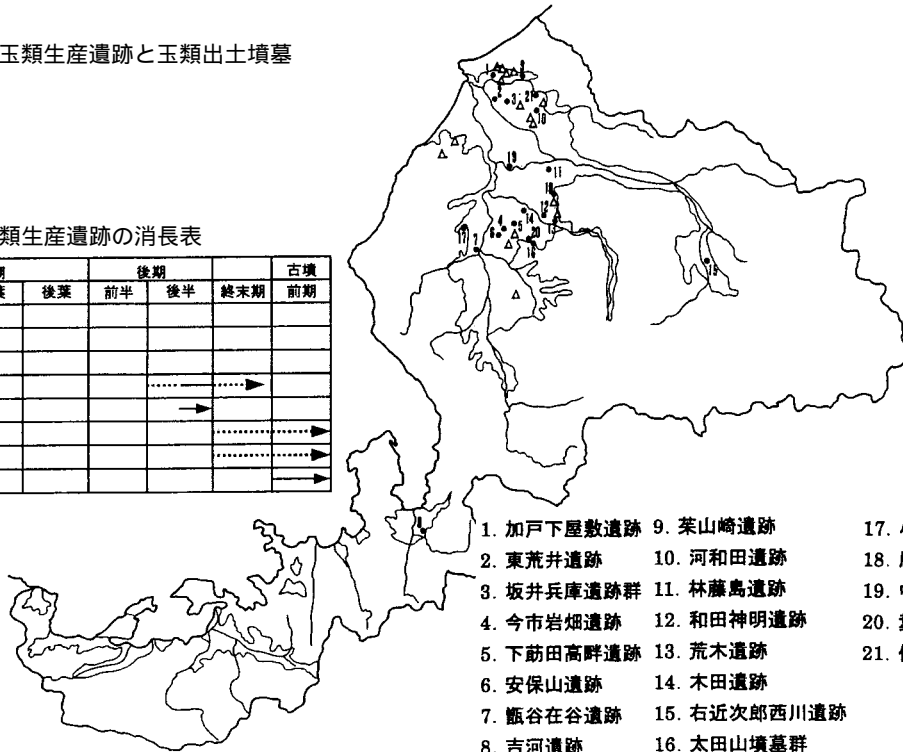 玉類生産遺跡と玉類出土墳墓
類生産遺跡の消長表
期 後期 古墳
葉 後葉 前半 後半 終末期 前期
1. 加戸下屋敷遺跡
2. 東荒井遺跡
3. 坂井兵庫遺跡群
4. 今市岩畑遺跡
5. 下莇田高畔遺跡
6. 安保山遺跡
7. 甑谷在谷遺跡
8. 吉河遺跡
9. 茱山崎遺跡
10. 河和田遺跡
11. 林藤島遺跡
12. 和田神明遺跡
13. 荒木遺跡
14. 木田遺跡
15. 右近次郎西川遺跡
16. 太田山墳墓群
17.
18.
19.
20.
21.